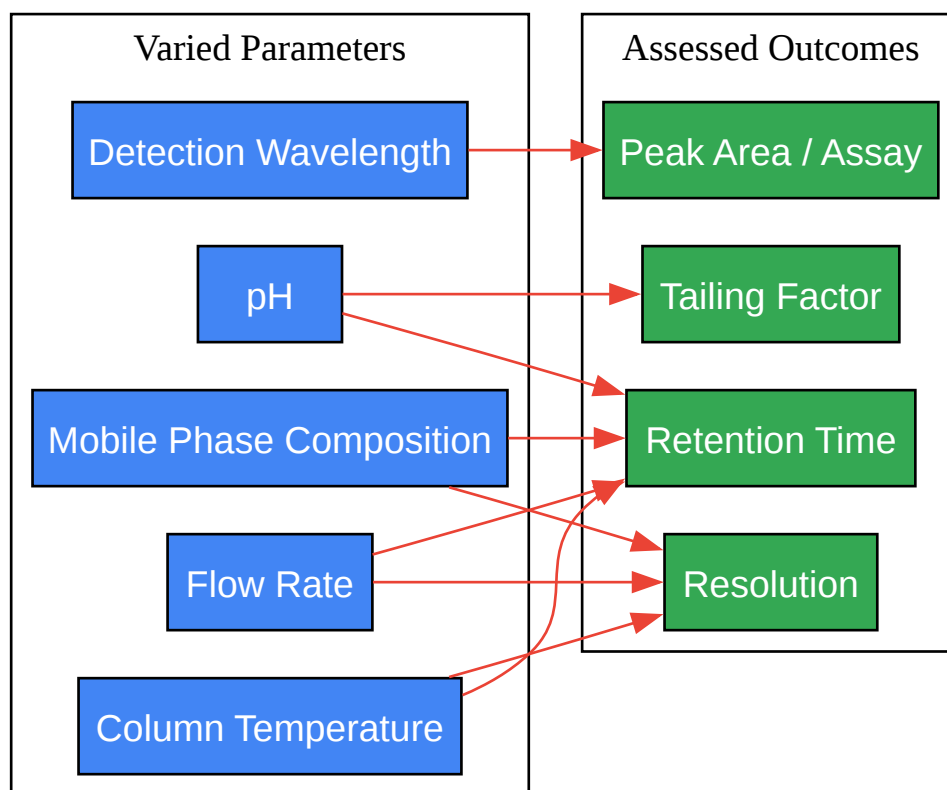 Varied Parameters
Assessed Outcomes
Detection Wavelength
Peak Area / Assay
pH
Tailing Factor
Mobile Phase Composition
Retention Time
Flow Rate
Resolution
Column Temperature